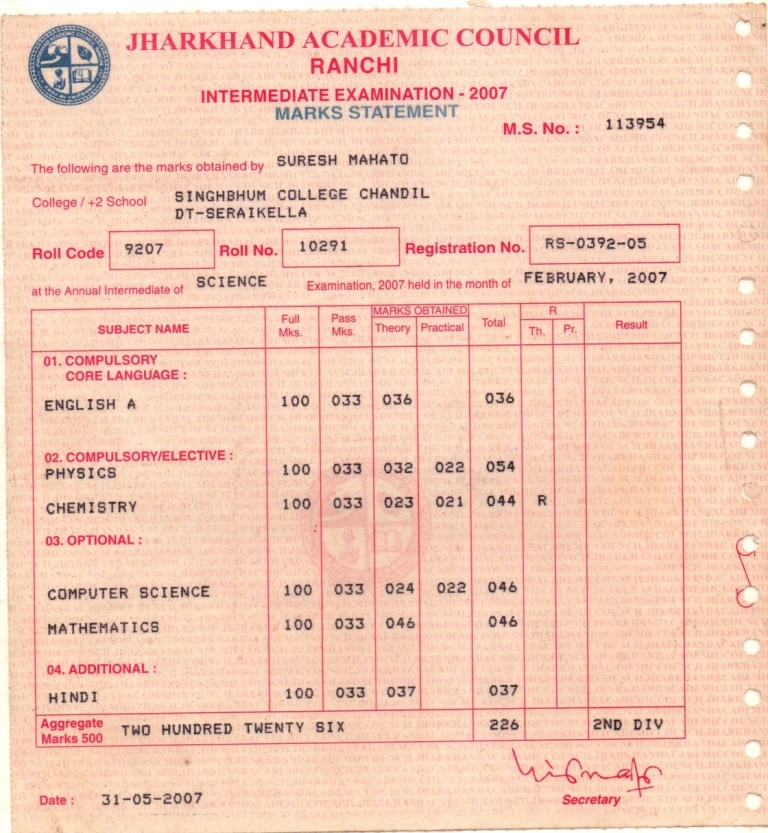 JHARKHAND ACADEMIC COUNCIL
RANCHI
INTERMEDIATE EXAMINATION - 2007
MARKS STATEMENT
M.S. No. : 113954
The following are the marks obtained by SURESH MAHATO
College / +2 School SINGHBHUM COLLEGE CHANDIL
DT-SERAIKELLA
Roll Code 9207 Roll No. 10291 Registration No. RS-0392-05
at the Annual Intermediate of SCIENCE Examination, 2007 held in the month of FEBRUARY, 2007
SUBJECT NAME Full Mks. Pass Mks. MARKS OBTAINED Theory Practical Total R Th. Pr. Result
01. COMPULSORY
CORE LANGUAGE :
ENGLISH A 100 033 036 036
02. COMPULSORY/ELECTIVE :
PHYSICS 100 033 032 022 054
CHEMISTRY 100 033 023 021 044 R
03. OPTIONAL :
COMPUTER SCIENCE 100 033 024 022 046
MATHEMATICS 100 033 046 046
04. ADDITIONAL :
HINDI 100 033 037 037
Aggregate
Marks 500 TWO HUNDRED TWENTY SIX 226 2ND DIV
Date : 31-05-2007
Secretary